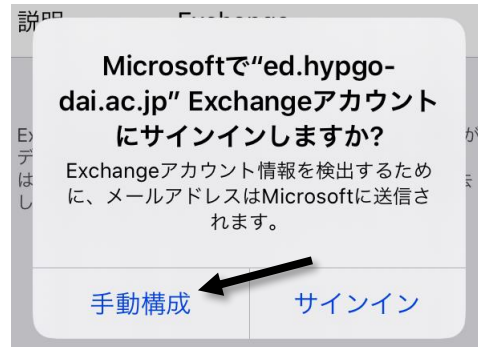 説明 Exchange
Microsoftで“ed.hypgo-
dai.ac.jp” Exchangeアカウント
にサインインしますか?
Exchangeアカウント情報を検出するため
に、メールアドレスはMicrosoftに送信さ
れます。
手動構成 サインイン